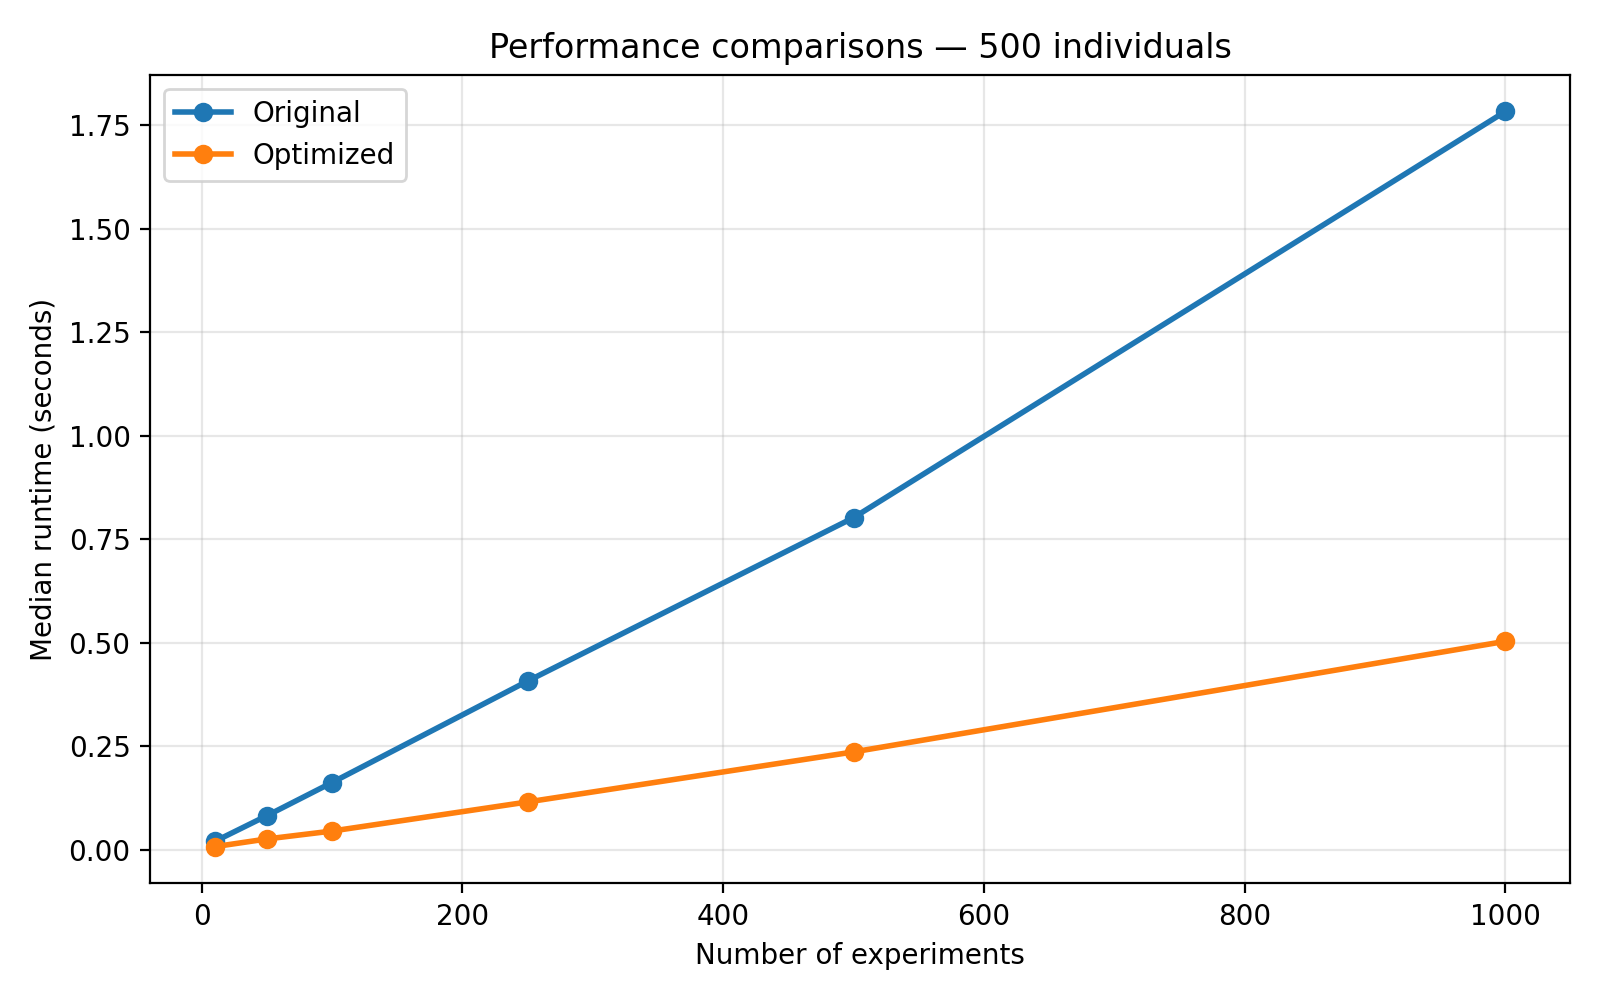 Performance comparisons — 500 individuals
Original
Optimized
1.75
1.50
1.25
1.00
0.75
0.50
0.25
0.00
Median runtime (seconds)
0 200 400 600 800 1000
Number of experiments